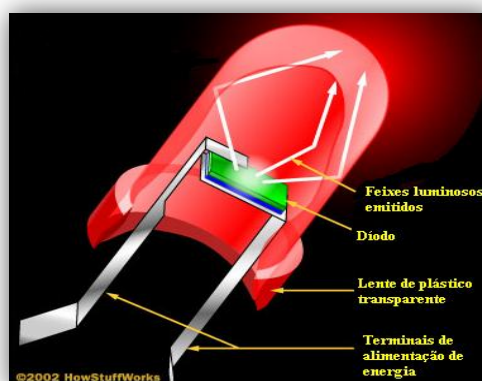 Feixes luminosos
emitidos
Díodo
Lente de plástico
transparente
Terminais de
alimentação de
energia
©2002 HowStuffWorks